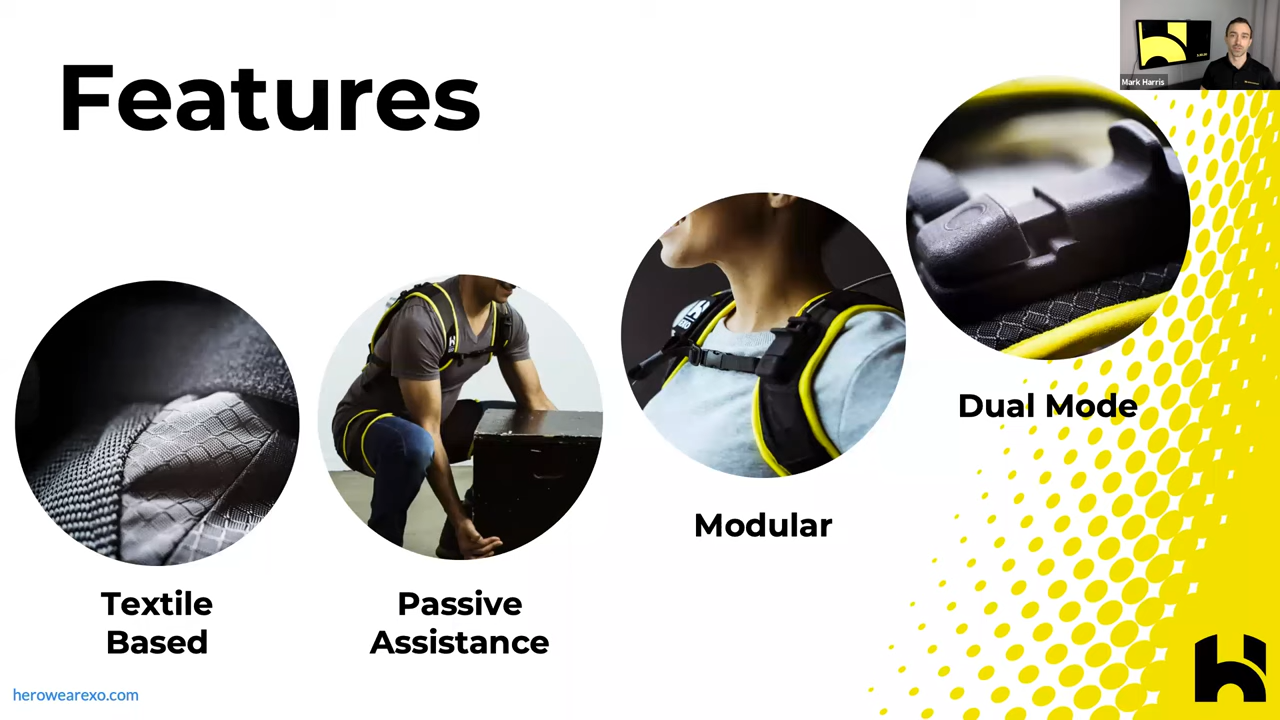 Features
Mark Harris
Textile
Based
Passive
Assistance
Modular
Dual Mode
herowearexo.com